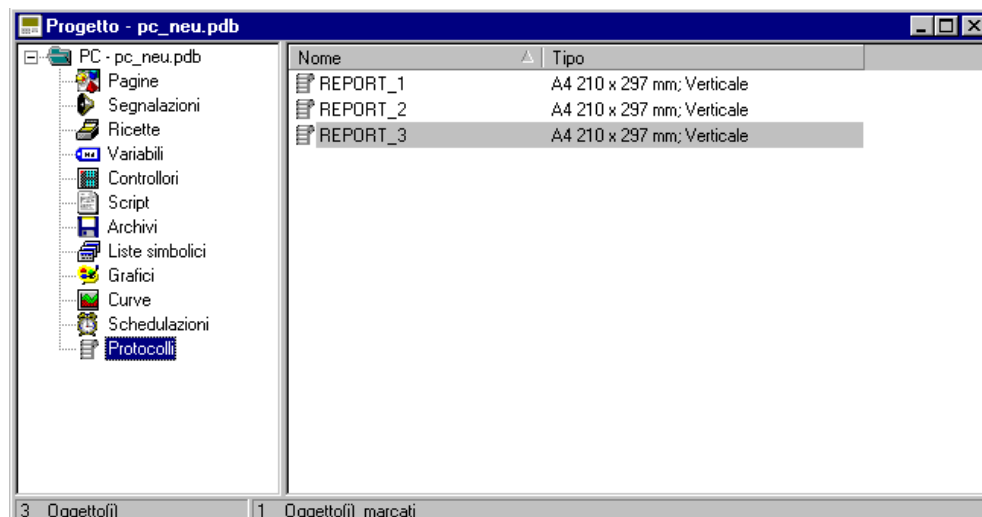 Progetto - pc_neu.pdb
PC - pc_neu.pdb
Pagine
Segnalazioni
Ricette
Variabili
Controllori
Script
Archivi
Liste simbolici
Grafici
Curve
Schedulazioni
Protocolli
Nome Tipo
REPORT_1 A4 210 x 297 mm; Verticale
REPORT_2 A4 210 x 297 mm; Verticale
REPORT_3 A4 210 x 297 mm; Verticale
3 Oggetto(i) 1 Oggetto(i) marcati